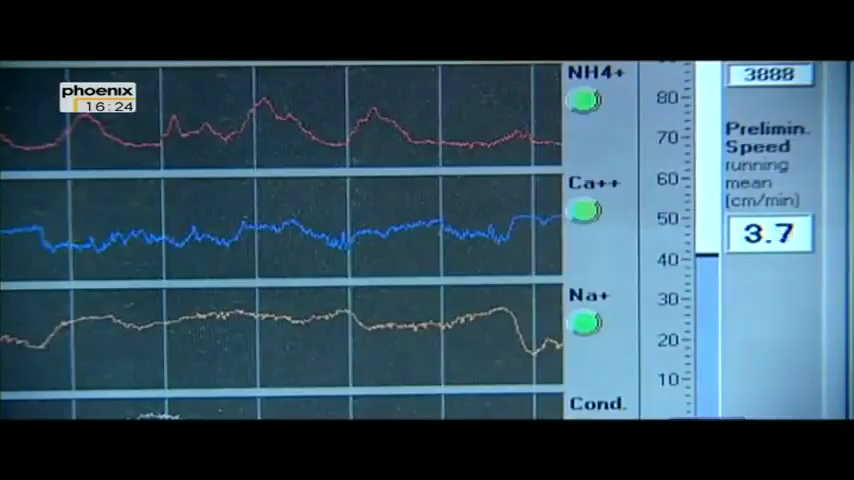 phoenix
16:24
NH4+
Ca++
Na+
Cond.
80
70
60
50
40
30
20
10
3888
Prelimin.
Speed
running
mean
(cm/min)
3.7